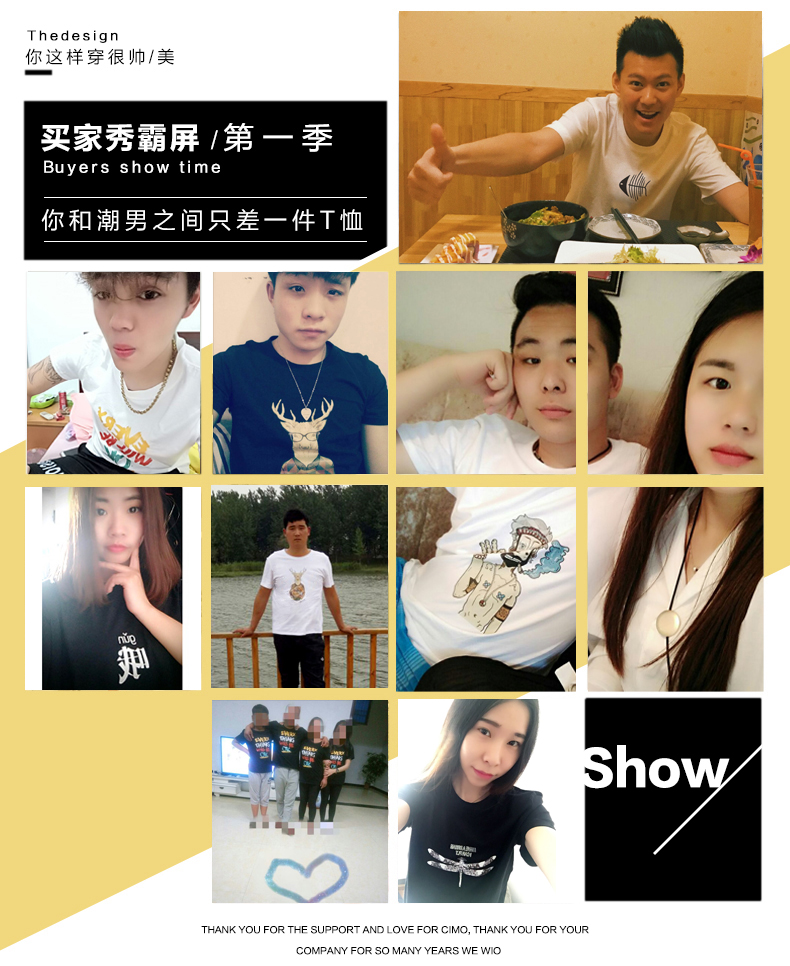 Thedesign
你这样穿很帅/美
买家秀霸屏/第一季
Buyers show time
你和潮男之间只差一件T恤
gǔn
Show
THANK YOU FOR THE SUPPORT AND LOVE FOR CIMO, THANK YOU FOR YOUR
COMPANY FOR SO MANY YEARS WE WIO